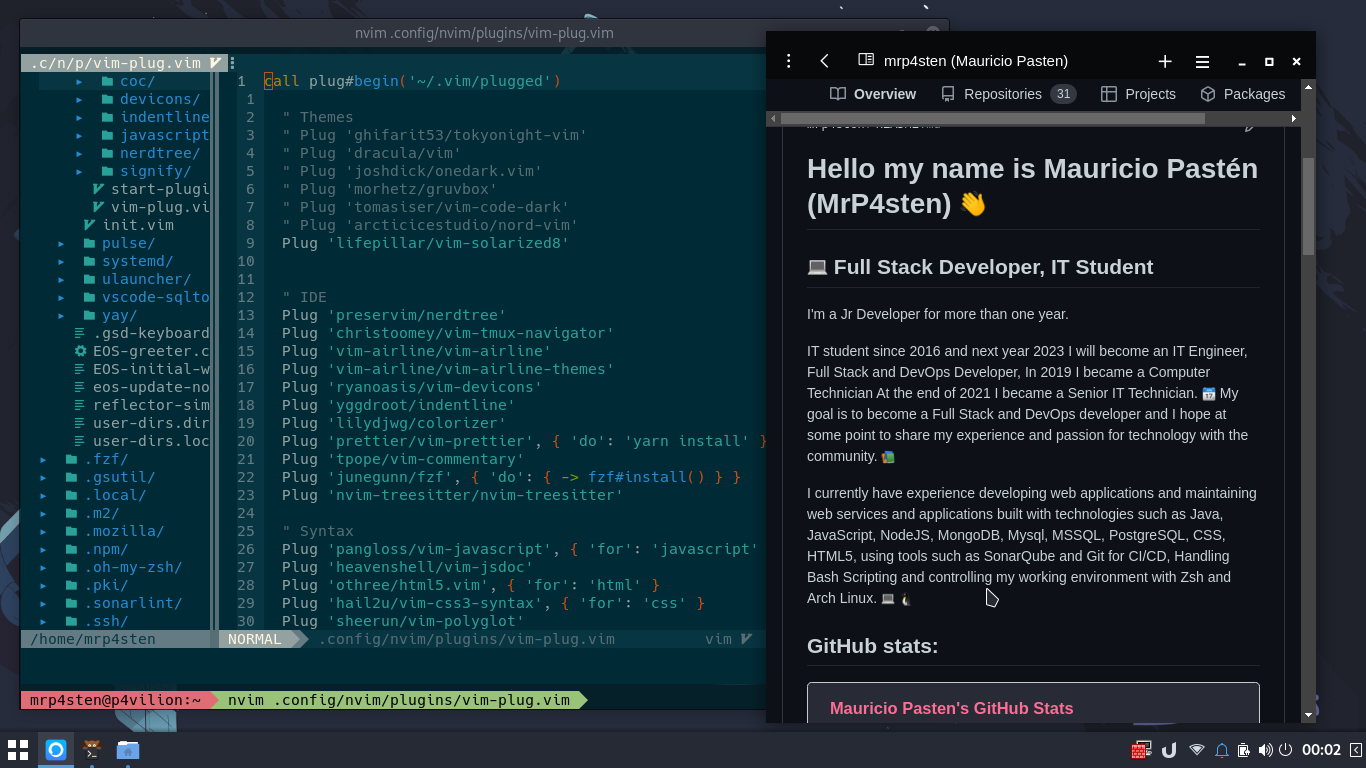 nvim .config/nvim/plugins/vim-plug.vim
.c/n/p/vim-plug.vim
coc/
devicons/
indentline
javascript
nerdtree/
signify/
start-plugi
vim-plug.vi
init.vim
pulse/
systemd/
ulauncher/
vscode-sqlto
yay/
.gsd-keyboard
EOS-greeter.c
EOS-initial-w
eos-update-no
reflector-sim
user-dirs.dir
user-dirs.loc
.fzf/
.gsutil/
.local/
.m2/
.mozilla/
.npm/
.oh-my-zsh/
.pki/
.sonarlint/
.ssh/
/home/mrp4sten
1 call plug#begin('~/.vim/plugged')
1
2 " Themes
3 " Plug 'ghifarit53/tokyonight-vim'
4 " Plug 'dracula/vim'
5 " Plug 'joshdick/onedark.vim'
6 " Plug 'morhetz/gruvbox'
7 " Plug 'tomasiser/vim-code-dark'
8 " Plug 'arcticicestudio/nord-vim'
9 Plug 'lifepillar/vim-solarized8'
10
11
12 " IDE
13 Plug 'preservim/nerdtree'
14 Plug 'christoomey/vim-tmux-navigator'
15 Plug 'vim-airline/vim-airline'
16 Plug 'vim-airline/vim-airline-themes'
17 Plug 'ryanoasis/vim-devicons'
18 Plug 'yggdroot/indentline'
19 Plug 'lilydjwg/colorizer'
20 Plug 'prettier/vim-prettier', { 'do': 'yarn install' }
21 Plug 'tpope/vim-commentary'
22 Plug 'junegunn/fzf', { 'do': { -> fzf#install() } }
23 Plug 'nvim-treesitter/nvim-treesitter'
24
25 " Syntax
26 Plug 'pangloss/vim-javascript', { 'for': 'javascript'
27 Plug 'heavenshell/vim-jsdoc'
28 Plug 'othree/html5.vim', { 'for': 'html' }
29 Plug 'hail2u/vim-css3-syntax', { 'for': 'css' }
30 Plug 'sheerun/vim-polyglot'
NORMAL .config/nvim/plugins/vim-plug.vim vim
mrp4sten@p4vilion:~ nvim .config/nvim/plugins/vim-plug.vim
mrp4sten (Mauricio Pasten)
Overview Repositories 31 Projects Packages
Hello my name is Mauricio Pastén
(MrP4sten) 👋
💻 Full Stack Developer, IT Student
I'm a Jr Developer for more than one year.
IT student since 2016 and next year 2023 I will become an IT Engineer,
Full Stack and DevOps Developer, In 2019 I became a Computer
Technician At the end of 2021 I became a Senior IT Technician. 📅 My
goal is to become a Full Stack and DevOps developer and I hope at
some point to share my experience and passion for technology with the
community. 📚
I currently have experience developing web applications and maintaining
web services and applications built with technologies such as Java,
JavaScript, NodeJS, MongoDB, Mysql, MSSQL, PostgreSQL, CSS,
HTML5, using tools such as SonarQube and Git for CI/CD, Handling
Bash Scripting and controlling my working environment with Zsh and
Arch Linux. 💻 🐧
GitHub stats:
Mauricio Pasten's GitHub Stats
00:02